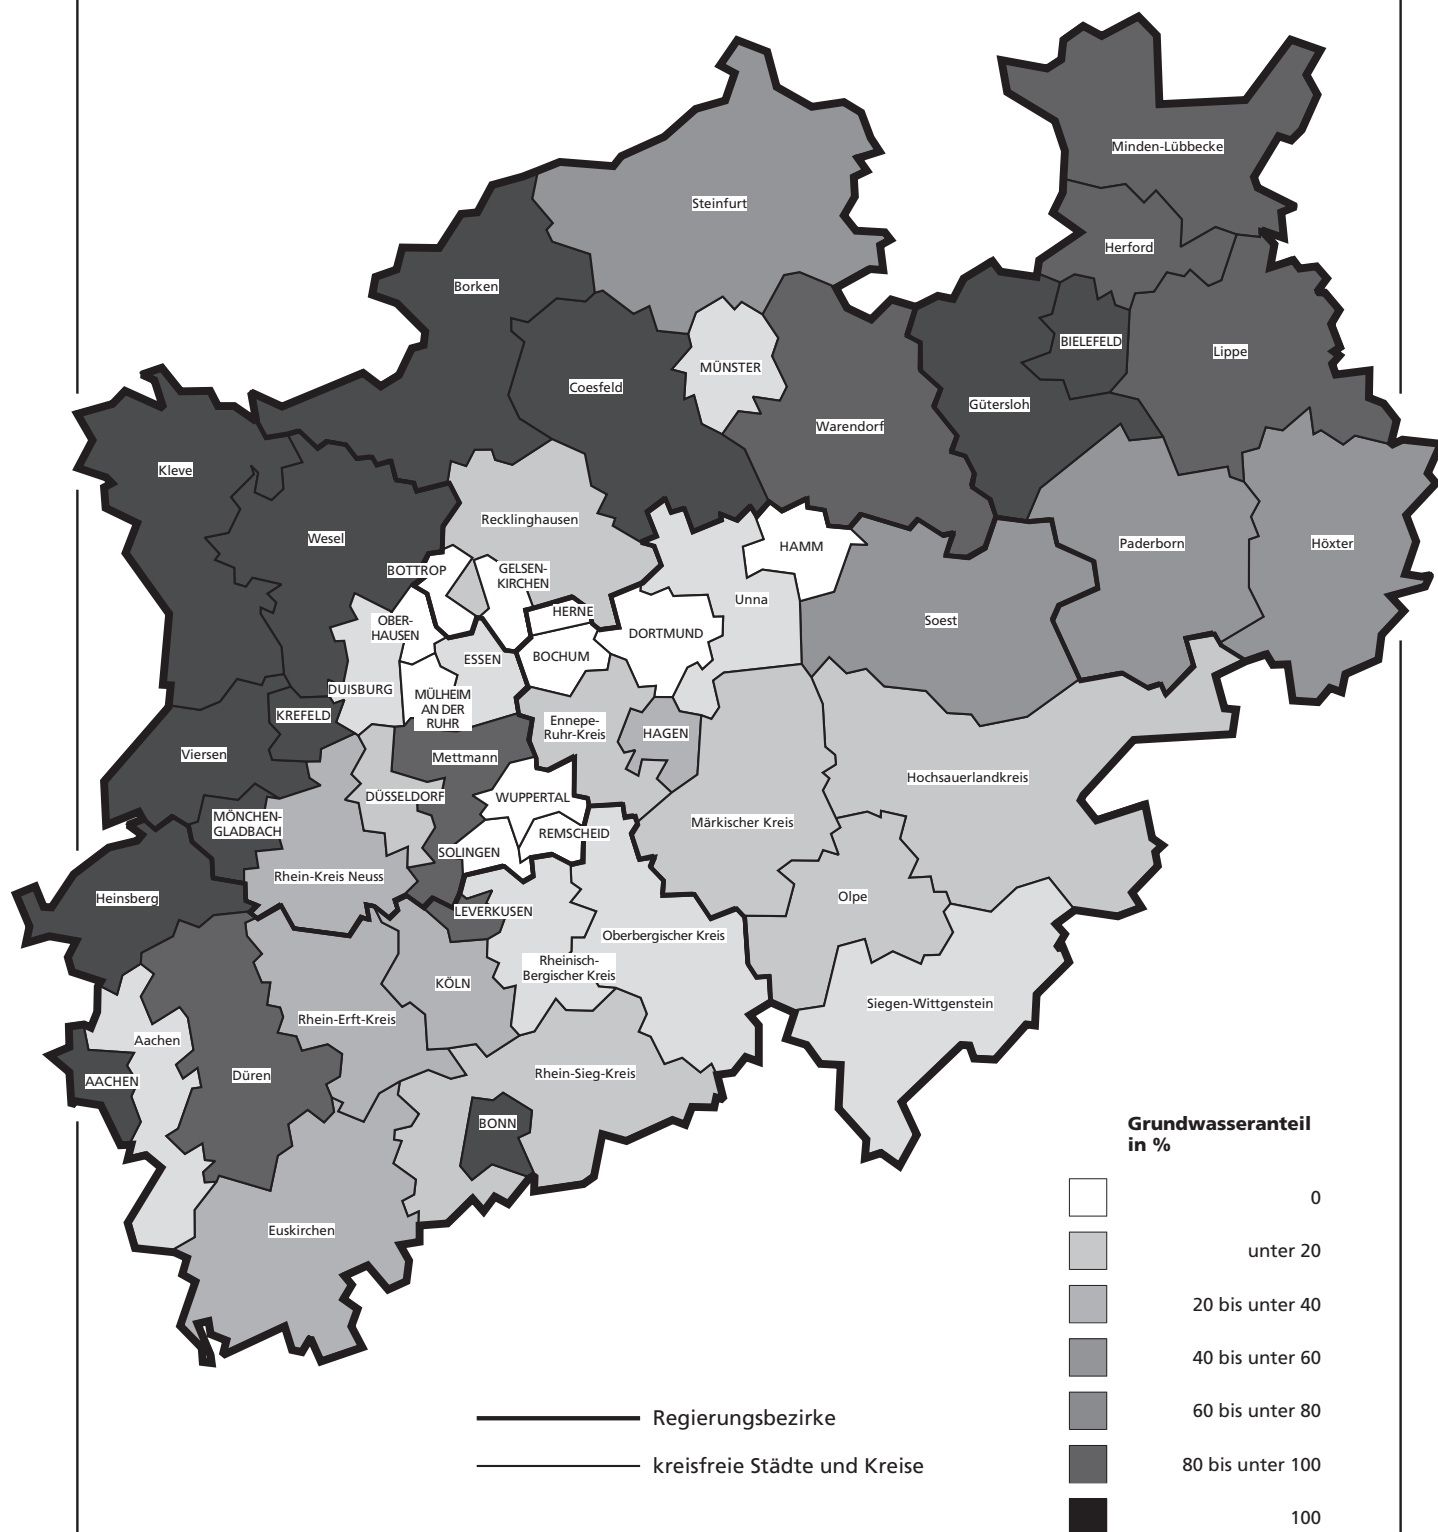 Minden-Lübbecke
Steinfurt
Herford
Borken
BIELEFELD
Lippe
MÜNSTER
Coesfeld
Gütersloh
Warendorf
Kleve
Recklinghausen
Wesel
HAMM
Paderborn
Höxter
BOTTROP
GELSEN-
KIRCHEN
Unna
HERNE
Soest
OBER-
HAUSEN
DORTMUND
ESSEN
BOCHUM
DUISBURG
MÜLHEIM
AN DER
RUHR
KREFELD
Ennepe-
Ruhr-Kreis
HAGEN
Viersen
Mettmann
Hochsauerlandkreis
DÜSSELDORF
WUPPERTAL
MÖNCHEN-
GLADBACH
Märkischer Kreis
REMSCHEID
SOLINGEN
Rhein-Kreis Neuss
Heinsberg
Olpe
LEVERKUSEN
Oberbergischer Kreis
Rheinisch-
Bergischer Kreis
KÖLN
Siegen-Wittgenstein
Rhein-Erft-Kreis
Aachen
Düren
Rhein-Sieg-Kreis
AACHEN
BONN
Euskirchen
Grundwasseranteil
in %
0
unter 20
20 bis unter 40
40 bis unter 60
60 bis unter 80
80 bis unter 100
100
Regierungsbezirke
kreisfreie Städte und Kreise